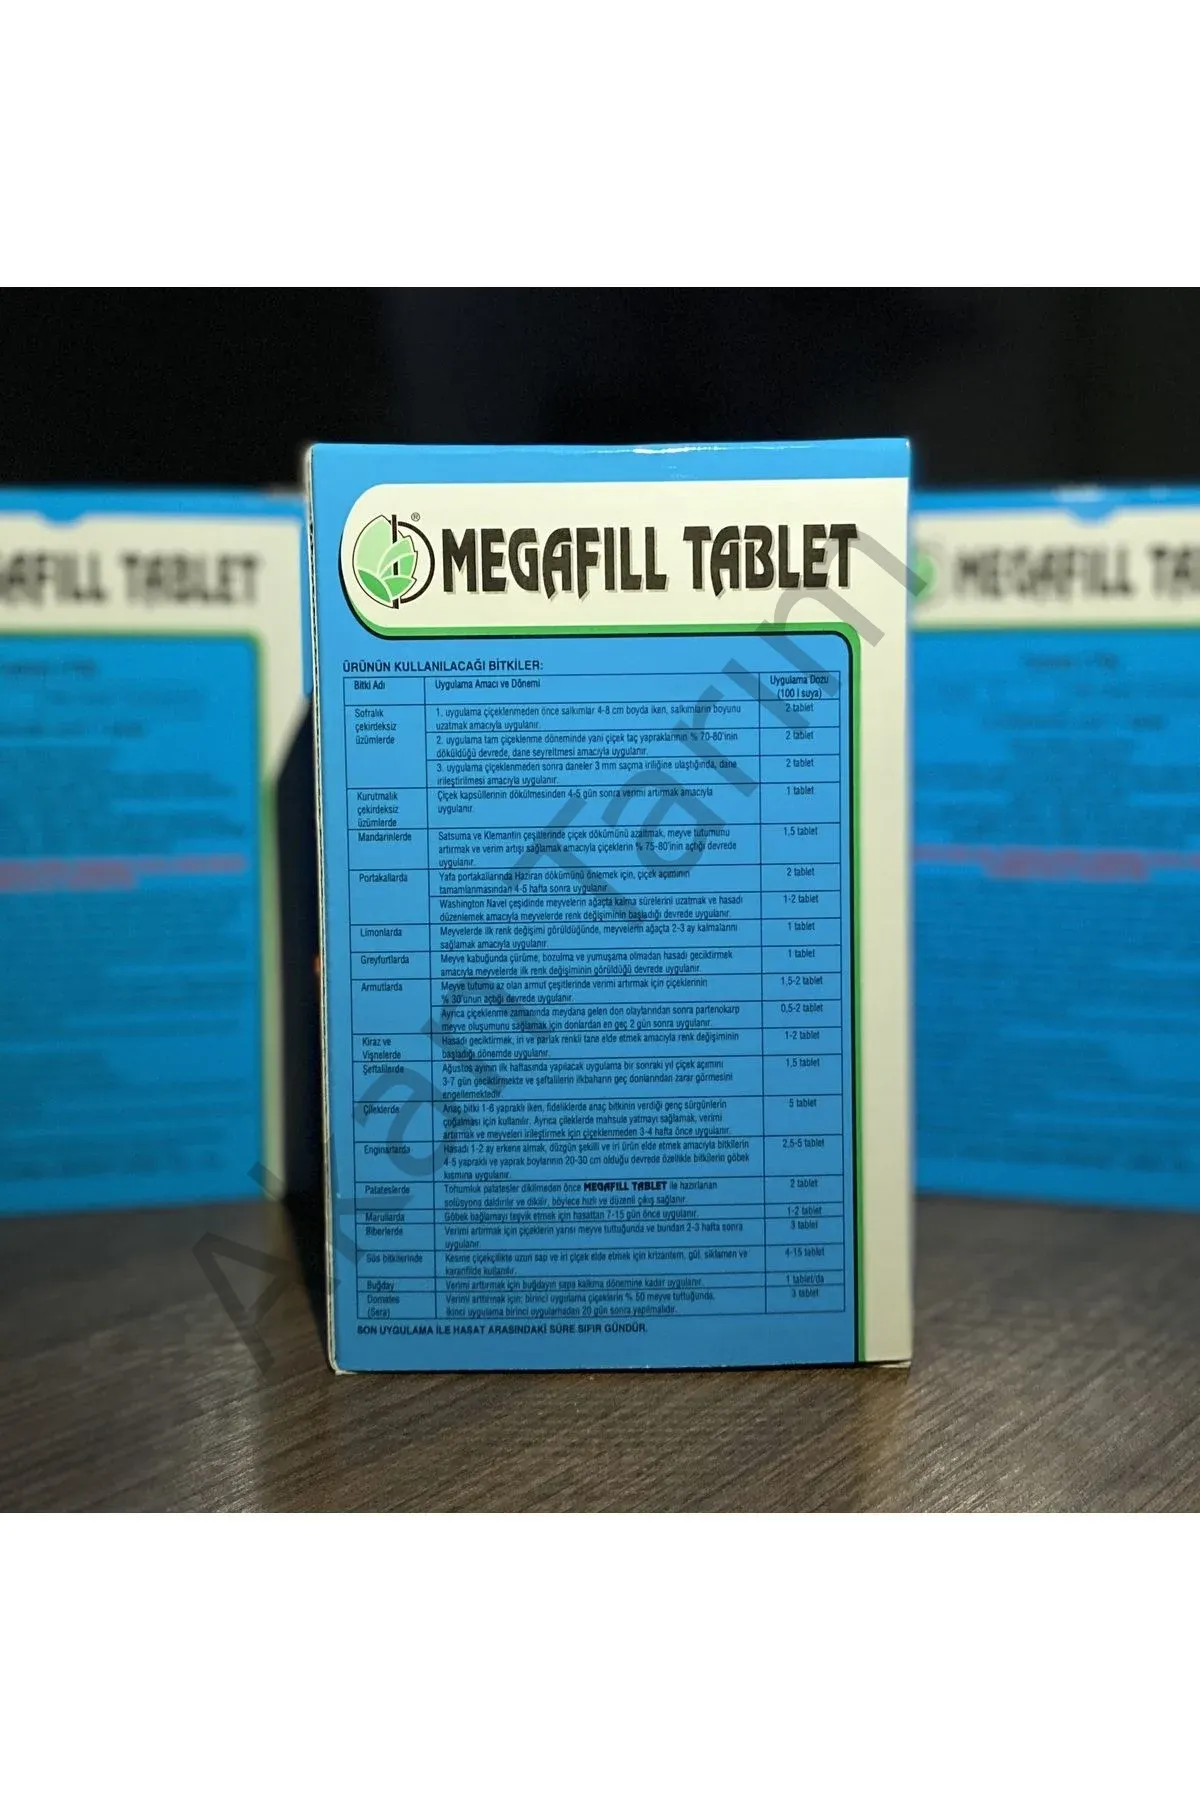 MEGAFILL TABLET
®
ÜRÜNÜN KULLANILACAĞI BİTKİLER:
Bitki Adı
Uygulama Amacı ve Dönemi
Uygulama Dozu
(100 l suya)
Sofralık
çekirdeksiz
üzümlerde
1. uygulama çiçeklenmeden önce salkımlar 4-8 cm boyda iken, salkımların boyunu
uzatmak amacıyla uygulanır.
2 tablet
2. uygulama tam çiçeklenme döneminde yani çiçek taç yapraklarının % 70-80'inin
döküldüğü devrede, dane seyreltmesi amacıyla uygulanır.
2 tablet
3. uygulama çiçeklenmeden sonra daneler 3 mm saçma iriliğine ulaştığında, dane
irileştirilmesi amacıyla uygulanır.
2 tablet
Kurutmalık
çekirdeksiz
üzümlerde
Çiçek kapsüllerinin dökülmesinden 4-5 gün sonra verimi artırmak amacıyla
uygulanır.
1 tablet
Mandarinlerde
Satsuma ve Klemantin çeşitlerinde çiçek dökümünü azaltmak, meyve tutumunu
artırmak ve verim artışı sağlamak amacıyla çiçeklerin % 75-80'inin açtığı devrede
uygulanır.
1,5 tablet
Portakallarda
Yafa portakallarında Haziran dökümünü önlemek için, çiçek açımının
tamamlanmasından 4-5 hafta sonra uygulanır.
2 tablet
Washington Navel çeşidinde meyvelerin ağaçta kalma sürelerini uzatmak ve hasadı
düzenlemek amacıyla meyvelerde renk değişiminin başladığı devrede uygulanır.
1-2 tablet
Limonlarda
Meyvelerde ilk renk değişimi görüldüğünde, meyvelerin ağaçta 2-3 ay kalmalarını
sağlamak amacıyla uygulanır.
1 tablet
Greyfurtlarda
Meyve kabuğunda çürüme, bozulma ve yumuşama olmadan hasadı geciktirmek
amacıyla meyvelerde ilk renk değişiminin görüldüğü devrede uygulanır.
1 tablet
Armutlarda
Meyve tutumu az olan armut çeşitlerinde verimi artırmak için çiçeklerinin
% 30'unun açtığı devrede uygulanır.
1,5-2 tablet
Ayrıca çiçeklenme zamanında meydana gelen don olaylarından sonra partenokarp
meyve oluşumunu sağlamak için donlardan en geç 2 gün sonra uygulanır.
0,5-2 tablet
Kiraz ve
Vişnelerde
Hasadı geciktirmek, iri ve parlak renkli tane elde etmek amacıyla renk değişiminin
başladığı dönemde uygulanır.
1-2 tablet
Şeftalilerde
Ağustos ayının ilk haftasında yapılacak uygulama bir sonraki yıl çiçek açımını
3-7 gün geciktirmekte ve şeftalilerin ilkbaharın geç donlarından zarar görmesini
engellemektedir.
1,5 tablet
Çileklerde
Anaç bitki 1-6 yapraklı iken, fideliklerde anaç bitkinin verdiği genç sürgünlerin
çoğalması için kullanılır. Ayrıca çileklerde mahsule yatmayı sağlamak, verimi
artırmak ve meyveleri irileştirmek için çiçeklenmeden 3-4 hafta önce uygulanır.
5 tablet
Enginarlarda
Hasadı 1-2 ay erkene almak, düzgün şekilli ve iri ürün elde etmek amacıyla bitkilerin
4-5 yapraklı ve yaprak boylarının 20-30 cm olduğu devrede özellikle bitkilerin göbek
kısmına uygulanır.
2,5-5 tablet
Patateslerde
Tohumluk patatesler dikilmeden önce MEGAFILL TABLET ile hazırlanan
solüsyona daldırılır ve dikilir, böylece hızlı ve düzenli çıkış sağlanır.
2 tablet
Marullarda
Göbek bağlamayı teşvik etmek için hasattan 7-15 gün önce uygulanır.
1-2 tablet
Biberlerde
Verimi artırmak için çiçeklerin yarısı meyve tuttuğunda ve bundan 2-3 hafta sonra
uygulanır.
3 tablet
Süs bitkilerinde
Kesme çiçekçilikte uzun sap ve iri çiçek elde etmek için krizantem, gül, siklamen ve
karanfilde kullanılır.
4-15 tablet
Buğday
Verimi arttırmak için buğdayın sapa kalkma dönemine kadar uygulanır.
1 tablet/da
Domates
(Sera)
Verimi arttırmak için; birinci uygulama çiçeklerin % 50 meyve tuttuğunda,
ikinci uygulama birinci uygulamadan 20 gün sonra yapılmalıdır.
3 tablet
SON UYGULAMA İLE HASAT ARASINDAKİ SÜRE SIFIR GÜNDÜR.
AFILL TABLET
MEGAFILL TA
Akan Tarım